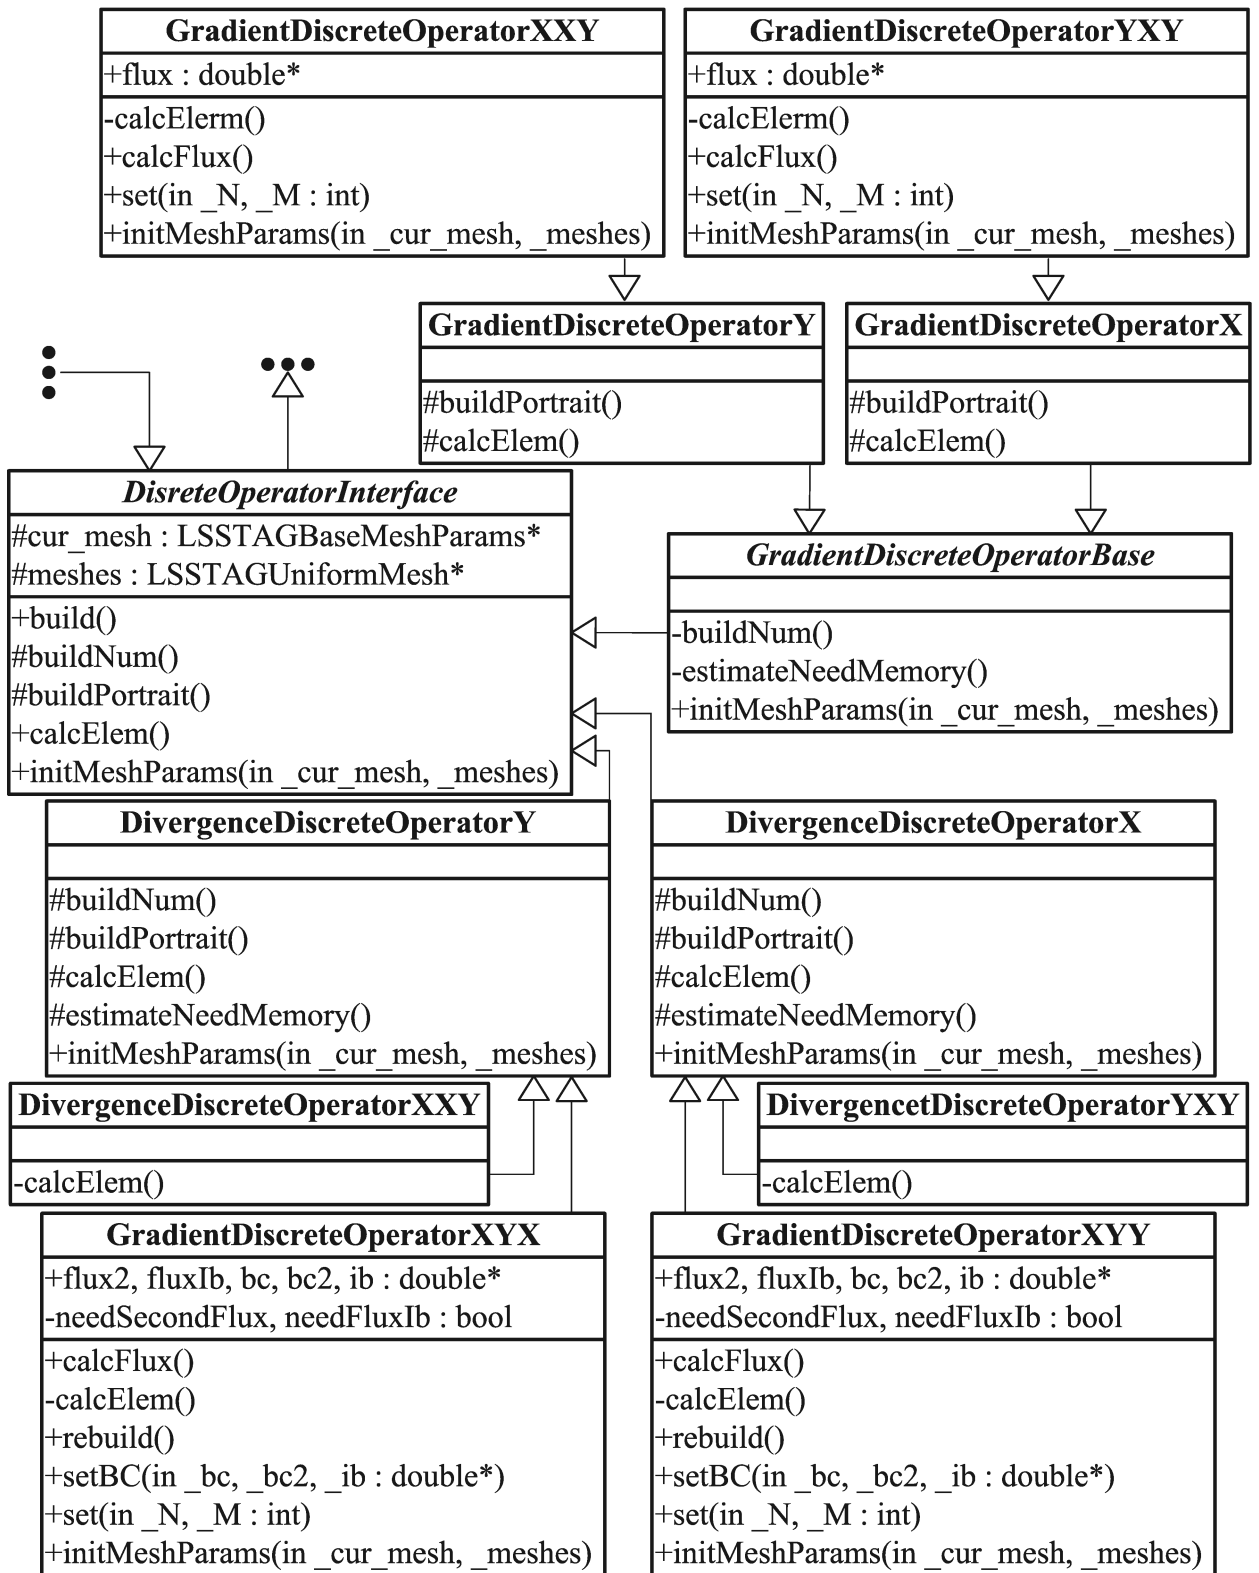 GradientDiscreteOperatorXXY
+flux : double*
-calcElerm()
+calcFlux()
+set(in _N, _M : int)
+initMeshParams(in _cur_mesh, _meshes)
GradientDiscreteOperatorYXY
+flux : double*
-calcElerm()
+calcFlux()
+set(in _N, _M : int)
+initMeshParams(in _cur_mesh, _meshes)
GradientDiscreteOperatorY
#buildPortrait()
#calcElem()
GradientDiscreteOperatorX
#buildPortrait()
#calcElem()
DisreteOperatorInterface
#cur_mesh : LSSTAGBaseMeshParams*
#meshes : LSSTAGUniformMesh*
+build()
#buildNum()
#buildPortrait()
+calcElem()
+initMeshParams(in _cur_mesh, _meshes)
GradientDiscreteOperatorBase
-buildNum()
-estimateNeedMemory()
+initMeshParams(in _cur_mesh, _meshes)
DivergenceDiscreteOperatorY
#buildNum()
#buildPortrait()
#calcElem()
#estimateNeedMemory()
+initMeshParams(in _cur_mesh, _meshes)
DivergenceDiscreteOperatorX
#buildNum()
#buildPortrait()
#calcElem()
#estimateNeedMemory()
+initMeshParams(in _cur_mesh, _meshes)
DivergenceDiscreteOperatorXXY
-calcElem()
DivergencetDiscreteOperatorYXY
-calcElem()
GradientDiscreteOperatorXYX
+flux2, fluxIb, bc, bc2, ib : double*
-needSecondFlux, needFluxIb : bool
+calcFlux()
-calcElem()
+rebuild()
+setBC(in _bc, _bc2, _ib : double*)
+set(in _N, _M : int)
+initMeshParams(in _cur_mesh, _meshes)
GradientDiscreteOperatorXYY
+flux2, fluxIb, bc, bc2, ib : double*
-needSecondFlux, needFluxIb : bool
+calcFlux()
-calcElem()
+rebuild()
+setBC(in _bc, _bc2, _ib : double*)
+set(in _N, _M : int)
+initMeshParams(in _cur_mesh, _meshes)